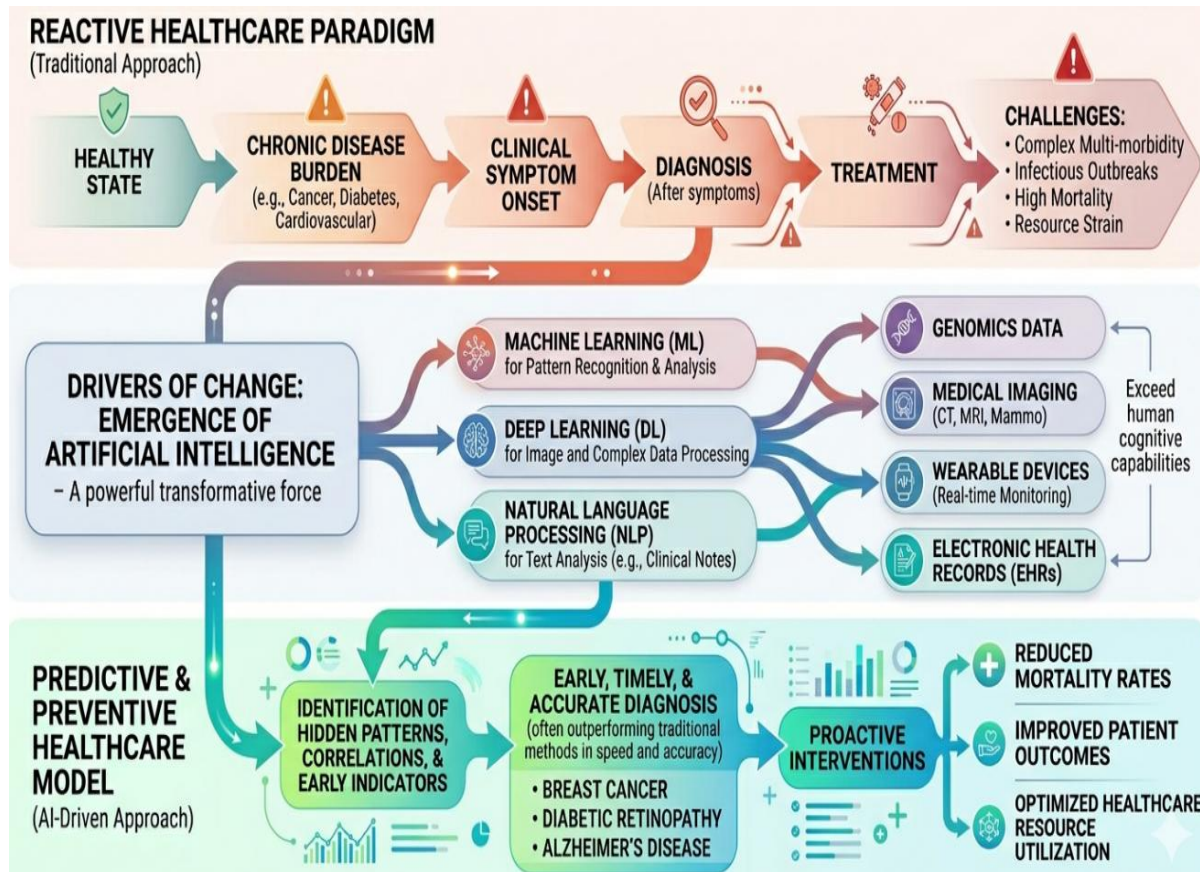 REACTIVE HEALTHCARE PARADIGM
(Traditional Approach)
HEALTHY
STATE
CHRONIC DISEASE
BURDEN
(e.g., Cancer, Diabetes,
Cardiovascular)
CLINICAL
SYMPTOM
ONSET
DIAGNOSIS
(After symptoms)
TREATMENT
CHALLENGES:
• Complex Multi-morbidity
• Infectious Outbreaks
• High Mortality
• Resource Strain
DRIVERS OF CHANGE:
EMERGENCE OF
ARTIFICIAL INTELLIGENCE
– A powerful transformative force
MACHINE LEARNING (ML)
for Pattern Recognition & Analysis
DEEP LEARNING (DL)
for Image and Complex Data Processing
NATURAL LANGUAGE
PROCESSING (NLP)
for Text Analysis (e.g., Clinical Notes)
GENOMICS DATA
MEDICAL IMAGING
(CT, MRI, Mammo)
WEARABLE DEVICES
(Real-time Monitoring)
ELECTRONIC HEALTH
RECORDS (EHRs)
Exceed
human
cognitive
capabilities
PREDICTIVE &
PREVENTIVE
HEALTHCARE
MODEL
(AI-Driven Approach)
IDENTIFICATION OF
HIDDEN PATTERNS,
CORRELATIONS, &
EARLY INDICATORS
EARLY, TIMELY, &
ACCURATE DIAGNOSIS
(often outperforming traditional
methods in speed and accuracy)
• BREAST CANCER
• DIABETIC RETINOPATHY
• ALZHEIMER'S DISEASE
PROACTIVE
INTERVENTIONS
REDUCED
MORTALITY RATES
IMPROVED PATIENT
OUTCOMES
OPTIMIZED HEALTHCARE
RESOURCE
UTILIZATION